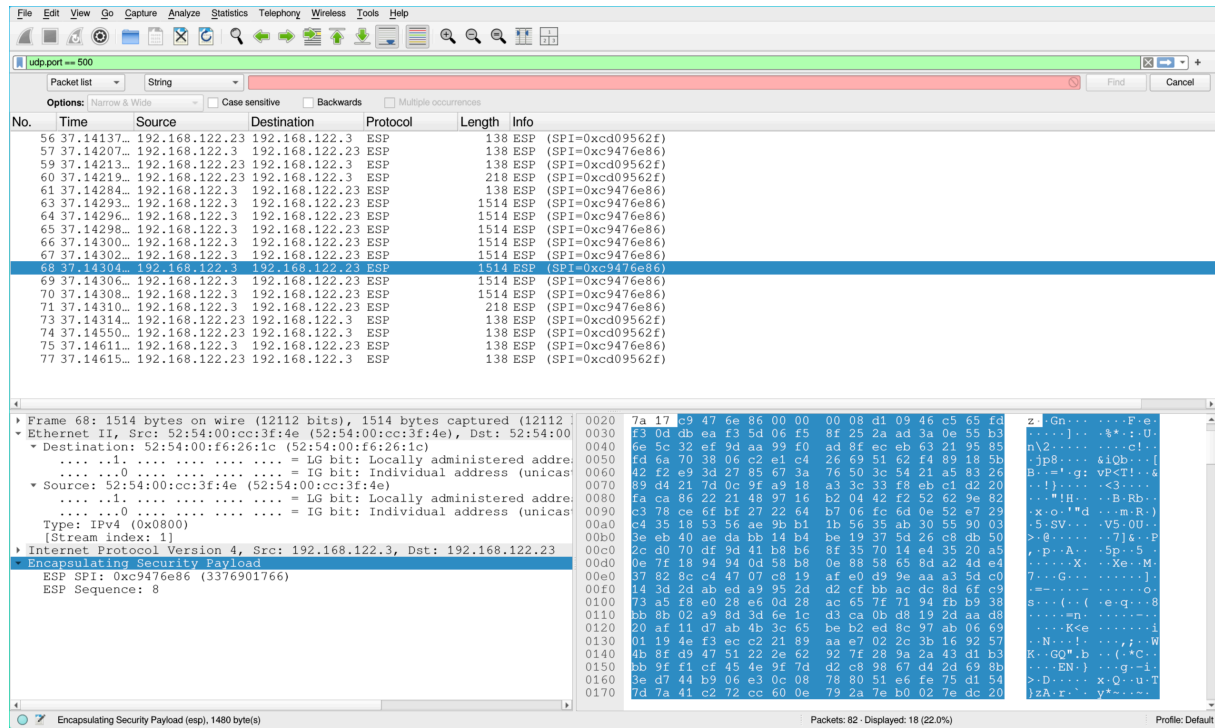 File Edit View Go Capture Analyze Statistics Telephony Wireless Tools Help
udp.port == 500
Packet list String Find Cancel
Options: Narrow & Wide Case sensitive Backwards Multiple occurrences
No. Time Source Destination Protocol Length Info
56 37.14137… 192.168.122.23 192.168.122.3 ESP 138 ESP (SPI=0xcd09562f)
57 37.14207… 192.168.122.3 192.168.122.23 ESP 138 ESP (SPI=0xc9476e86)
59 37.14213… 192.168.122.23 192.168.122.3 ESP 138 ESP (SPI=0xcd09562f)
60 37.14219… 192.168.122.23 192.168.122.3 ESP 218 ESP (SPI=0xcd09562f)
61 37.14284… 192.168.122.3 192.168.122.23 ESP 138 ESP (SPI=0xc9476e86)
63 37.14293… 192.168.122.3 192.168.122.23 ESP 1514 ESP (SPI=0xc9476e86)
64 37.14296… 192.168.122.3 192.168.122.23 ESP 1514 ESP (SPI=0xc9476e86)
65 37.14298… 192.168.122.3 192.168.122.23 ESP 1514 ESP (SPI=0xc9476e86)
66 37.14300… 192.168.122.3 192.168.122.23 ESP 1514 ESP (SPI=0xc9476e86)
67 37.14302… 192.168.122.3 192.168.122.23 ESP 1514 ESP (SPI=0xc9476e86)
68 37.14304… 192.168.122.3 192.168.122.23 ESP 1514 ESP (SPI=0xc9476e86)
69 37.14306… 192.168.122.3 192.168.122.23 ESP 1514 ESP (SPI=0xc9476e86)
70 37.14308… 192.168.122.3 192.168.122.23 ESP 1514 ESP (SPI=0xc9476e86)
71 37.14310… 192.168.122.3 192.168.122.23 ESP 218 ESP (SPI=0xc9476e86)
73 37.14314… 192.168.122.23 192.168.122.3 ESP 138 ESP (SPI=0xcd09562f)
74 37.14550… 192.168.122.23 192.168.122.3 ESP 138 ESP (SPI=0xcd09562f)
75 37.14611… 192.168.122.3 192.168.122.23 ESP 138 ESP (SPI=0xc9476e86)
77 37.14615… 192.168.122.23 192.168.122.3 ESP 138 ESP (SPI=0xcd09562f)
Frame 68: 1514 bytes on wire (12112 bits), 1514 bytes captured (12112
Ethernet II, Src: 52:54:00:cc:3f:4e (52:54:00:cc:3f:4e), Dst: 52:54:00
Destination: 52:54:00:f6:26:1c (52:54:00:f6:26:1c)
.... ..1. .... .... .... .... = LG bit: Locally administered addre
.... ...0 .... .... .... .... = IG bit: Individual address (unicas
Source: 52:54:00:cc:3f:4e (52:54:00:cc:3f:4e)
.... ..1. .... .... .... .... = LG bit: Locally administered addre
.... ...0 .... .... .... .... = IG bit: Individual address (unicas
Type: IPv4 (0x0800)
[Stream index: 1]
Internet Protocol Version 4, Src: 192.168.122.3, Dst: 192.168.122.23
Encapsulating Security Payload
ESP SPI: 0xc9476e86 (3376901766)
ESP Sequence: 8
0020 7a 17 c9 47 6e 86 00 00 00 08 d1 09 46 c5 65 fd
0030 f3 0d db ea f3 5d 06 f5 8f 25 2a ad 3a 0e 55 b3
0040 6e 5c 32 ef 9d aa 99 f0 ad 8f ec eb 63 21 95 85
0050 fd 6a 70 38 06 c2 e1 c4 26 69 51 62 f4 89 18 5b
0060 42 f2 e9 3d 27 85 67 3a 76 50 3c 54 21 a5 83 26
0070 89 d4 21 7d 0c 9f a9 18 a3 3c 33 f8 eb c1 d2 20
0080 fa ca 86 22 21 48 97 16 b2 04 42 f2 52 62 9e 82
0090 c3 78 ce 6f bf 27 22 64 b7 06 fc 6d 0e 52 e7 29
00a0 c4 35 18 53 56 ae 9b b1 1b 56 35 ab 30 55 90 03
00b0 3e eb 40 ae da bb 14 b4 be 19 37 5d 26 c8 db 50
00c0 2c d0 70 df 9d 41 b8 b6 8f 35 70 14 e4 35 20 a5
00d0 0e 7f 18 94 94 0d 58 b8 0e 88 58 65 8d a2 4d e4
00e0 37 82 8c c4 47 07 c8 19 af e0 d9 9e aa a3 5d c0
00f0 14 3d 2d ab ed a9 95 2d d2 cf bb ac dc 8d 6f c9
0100 73 a5 f8 e0 28 e6 0d 28 ac 65 7f 71 94 fb b9 38
0110 bb 8b 02 a9 8d 3d 6e 1c d3 ca 0b d8 19 2d aa d8
0120 20 af 11 d7 ab 4b 3c 65 be b2 ed 8c 97 ab 06 69
0130 01 19 4e f3 ec c2 21 89 aa e7 02 2c 3b 16 92 57
0140 4b 8f d9 47 51 22 2e 62 92 7f 28 9a 2a 43 d1 b3
0150 bb 9f f1 cf 45 4e 9f 7d d2 c8 98 67 d4 2d 69 8b
0160 3e d7 44 b9 06 e3 0c 08 78 80 51 e6 fe 75 d1 54
0170 7d 7a 41 c2 72 cc 60 0e 79 2a 7e b0 02 7e dc 20
Encapsulating Security Payload (esp), 1480 byte(s) Packets: 82 · Displayed: 18 (22.0%) Profile: Default